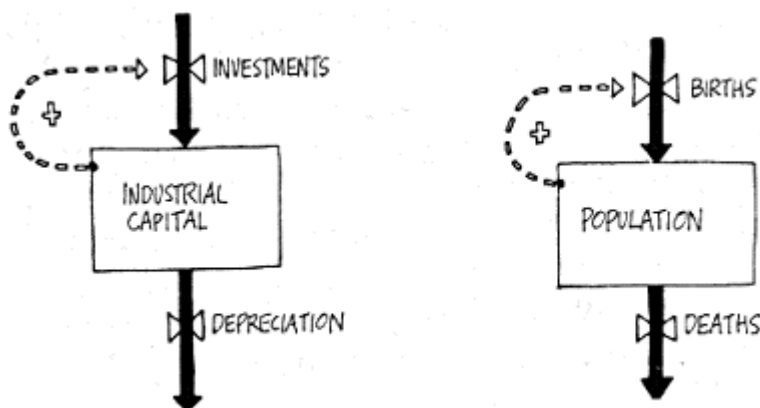 INVESTMENTS
+
INDUSTRIAL
CAPITAL
DEPRECIATION
BIRTHS
+
POPULATION
DEATHS